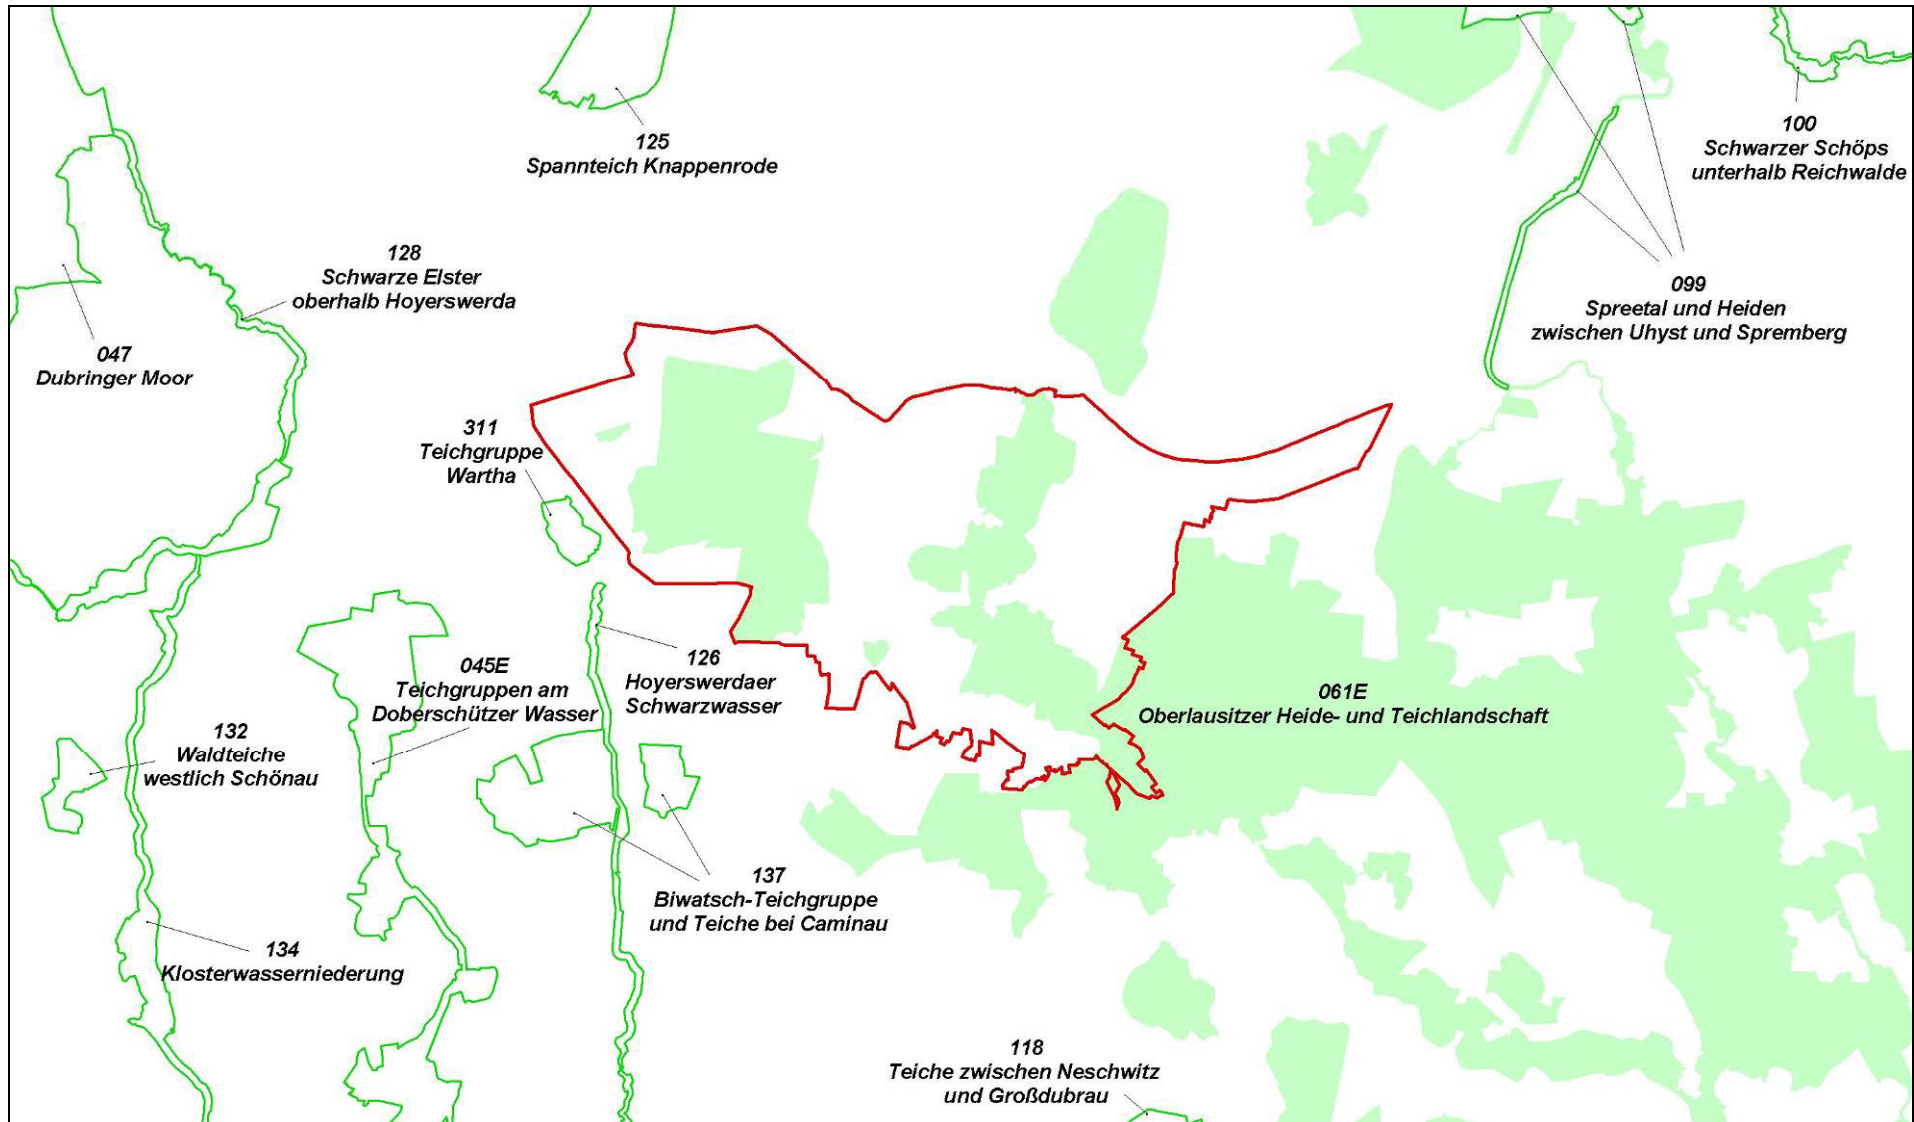 125
Spannteich Knappenrode
100
Schwarzer Schöps
unterhalb Reichwalde
128
Schwarze Elster
oberhalb Hoyerswerda
099
Spreetal und Heiden
zwischen Uhyst und Spremberg
047
Dubringer Moor
311
Teichgruppe
Wartha
045E
Teichgruppen am
Doberschützer Wasser
126
Hoyerswerdaer
Schwarzwasser
061E
Oberlausitzer Heide- und Teichlandschaft
132
Waldteiche
westlich Schönau
137
Biwatsch-Teichgruppe
und Teiche bei Caminau
134
Klosterwasserniederung
118
Teiche zwischen Neschwitz
und Großdubrau